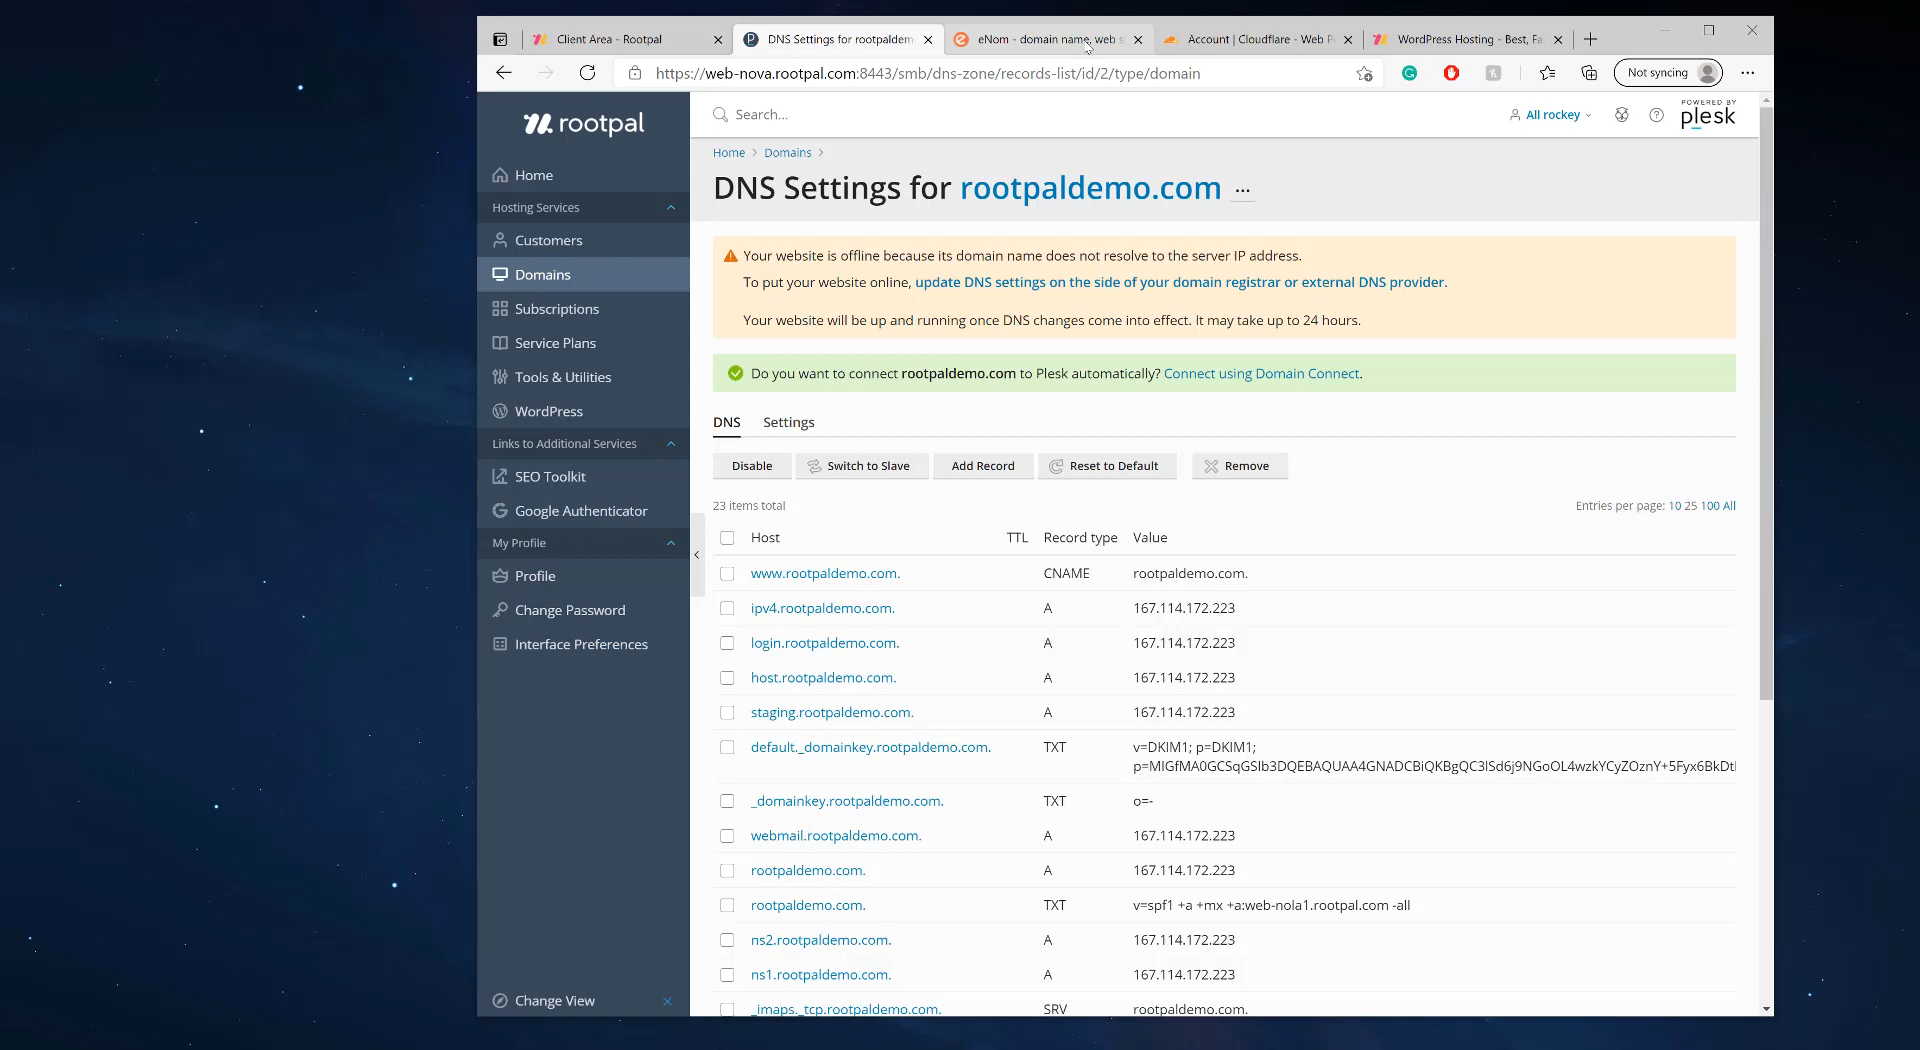 Client Area - Rootpal
DNS Settings for rootpaldem
eNom - domain name, web s
Account | Cloudflare - Web P
WordPress Hosting - Best, Fa
https://web-nova.rootpal.com:8443/smb/dns-zone/records-list/id/2/type/domain
Not syncing
rootpal
Search...
All rockey
POWERED BY
plesk
Home
Hosting Services
Customers
Domains
Subscriptions
Service Plans
Tools & Utilities
WordPress
Links to Additional Services
SEO Toolkit
Google Authenticator
My Profile
Profile
Change Password
Interface Preferences
Change View
Home > Domains >
DNS Settings for rootpaldemo.com ...
Your website is offline because its domain name does not resolve to the server IP address.
To put your website online, update DNS settings on the side of your domain registrar or external DNS provider.
Your website will be up and running once DNS changes come into effect. It may take up to 24 hours.
Do you want to connect rootpaldemo.com to Plesk automatically? Connect using Domain Connect.
DNS Settings
Disable Switch to Slave Add Record Reset to Default Remove
23 items total Entries per page: 10 25 100 All
Host TTL Record type Value
www.rootpaldemo.com. CNAME rootpaldemo.com.
ipv4.rootpaldemo.com. A 167.114.172.223
login.rootpaldemo.com. A 167.114.172.223
host.rootpaldemo.com. A 167.114.172.223
staging.rootpaldemo.com. A 167.114.172.223
default._domainkey.rootpaldemo.com. TXT v=DKIM1; p=DKIM1;
p=MIGfMA0GCSqGSIb3DQEBAQUAA4GNADCBiQKBgQC3lSd6j9NGoOL4wzkYCyZOznY+5Fyx6BkDt
_domainkey.rootpaldemo.com. TXT o=-
webmail.rootpaldemo.com. A 167.114.172.223
rootpaldemo.com. A 167.114.172.223
rootpaldemo.com. TXT v=spf1 +a +mx +a:web-nola1.rootpal.com -all
ns2.rootpaldemo.com. A 167.114.172.223
ns1.rootpaldemo.com. A 167.114.172.223
_imaps._tcp.rootpaldemo.com. SRV rootpaldemo.com.